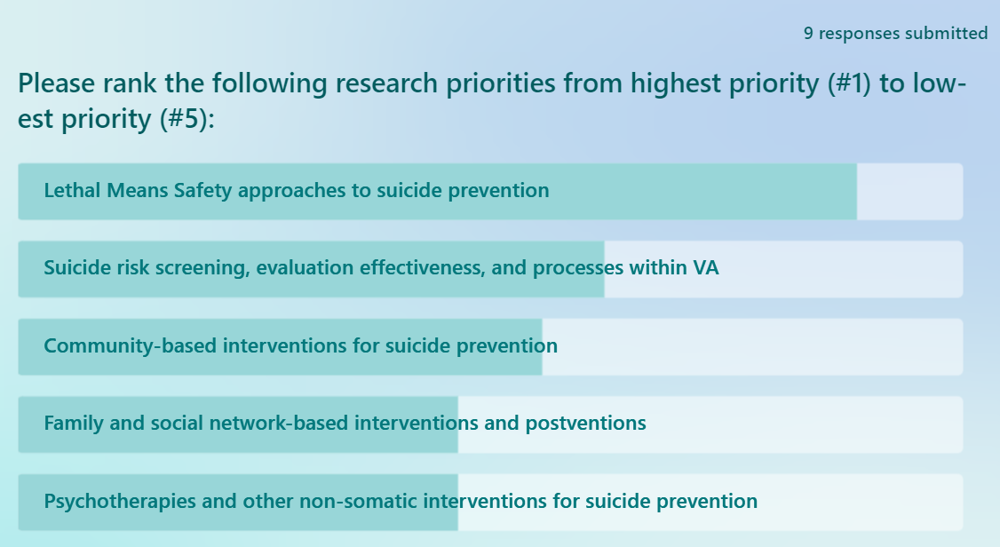 9 responses submitted
Please rank the following research priorities from highest priority (#1) to low-
est priority (#5):
Lethal Means Safety approaches to suicide prevention
Suicide risk screening, evaluation effectiveness, and processes within VA
Community-based interventions for suicide prevention
Family and social network-based interventions and postventions
Psychotherapies and other non-somatic interventions for suicide prevention